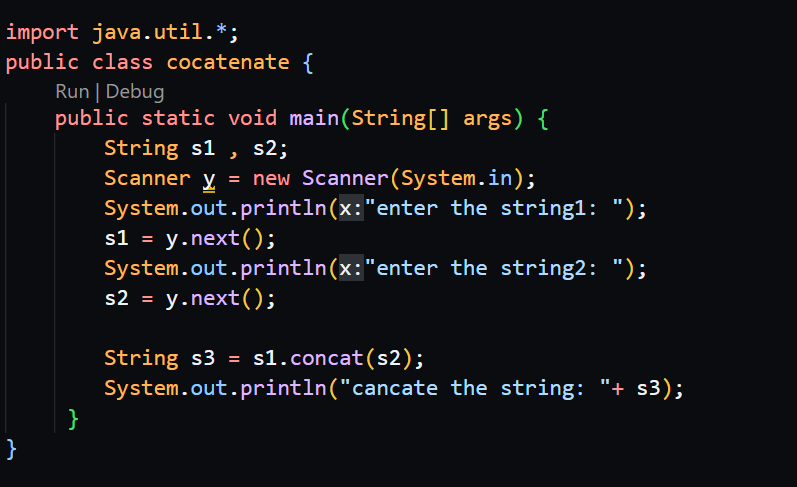 import java.util.*;
public class cocatenate {
Run | Debug
public static void main(String[] args) {
String s1 , s2;
Scanner y = new Scanner(System.in);
System.out.println(x:"enter the string1: ");
s1 = y.next();
System.out.println(x:"enter the string2: ");
s2 = y.next();
String s3 = s1.concat(s2);
System.out.println("cancate the string: "+ s3);
}
}